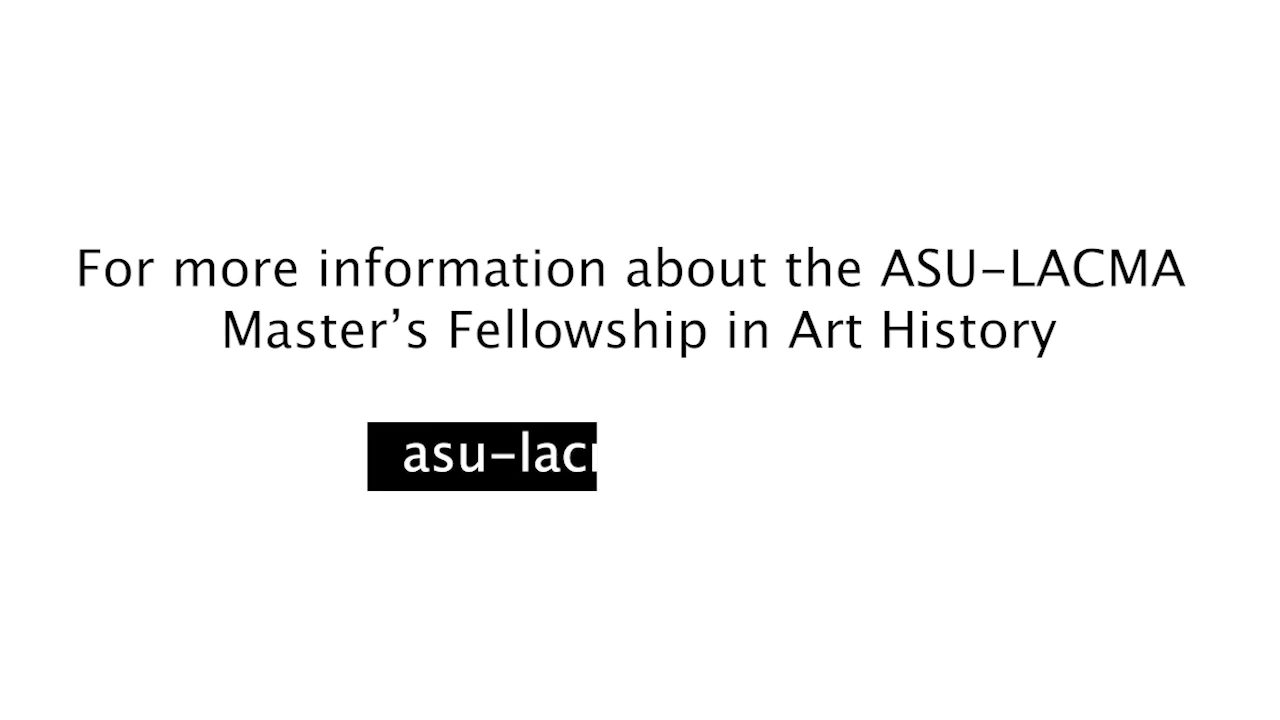 For more information about the ASU-LACMA
Master’s Fellowship in Art History
asu-lac